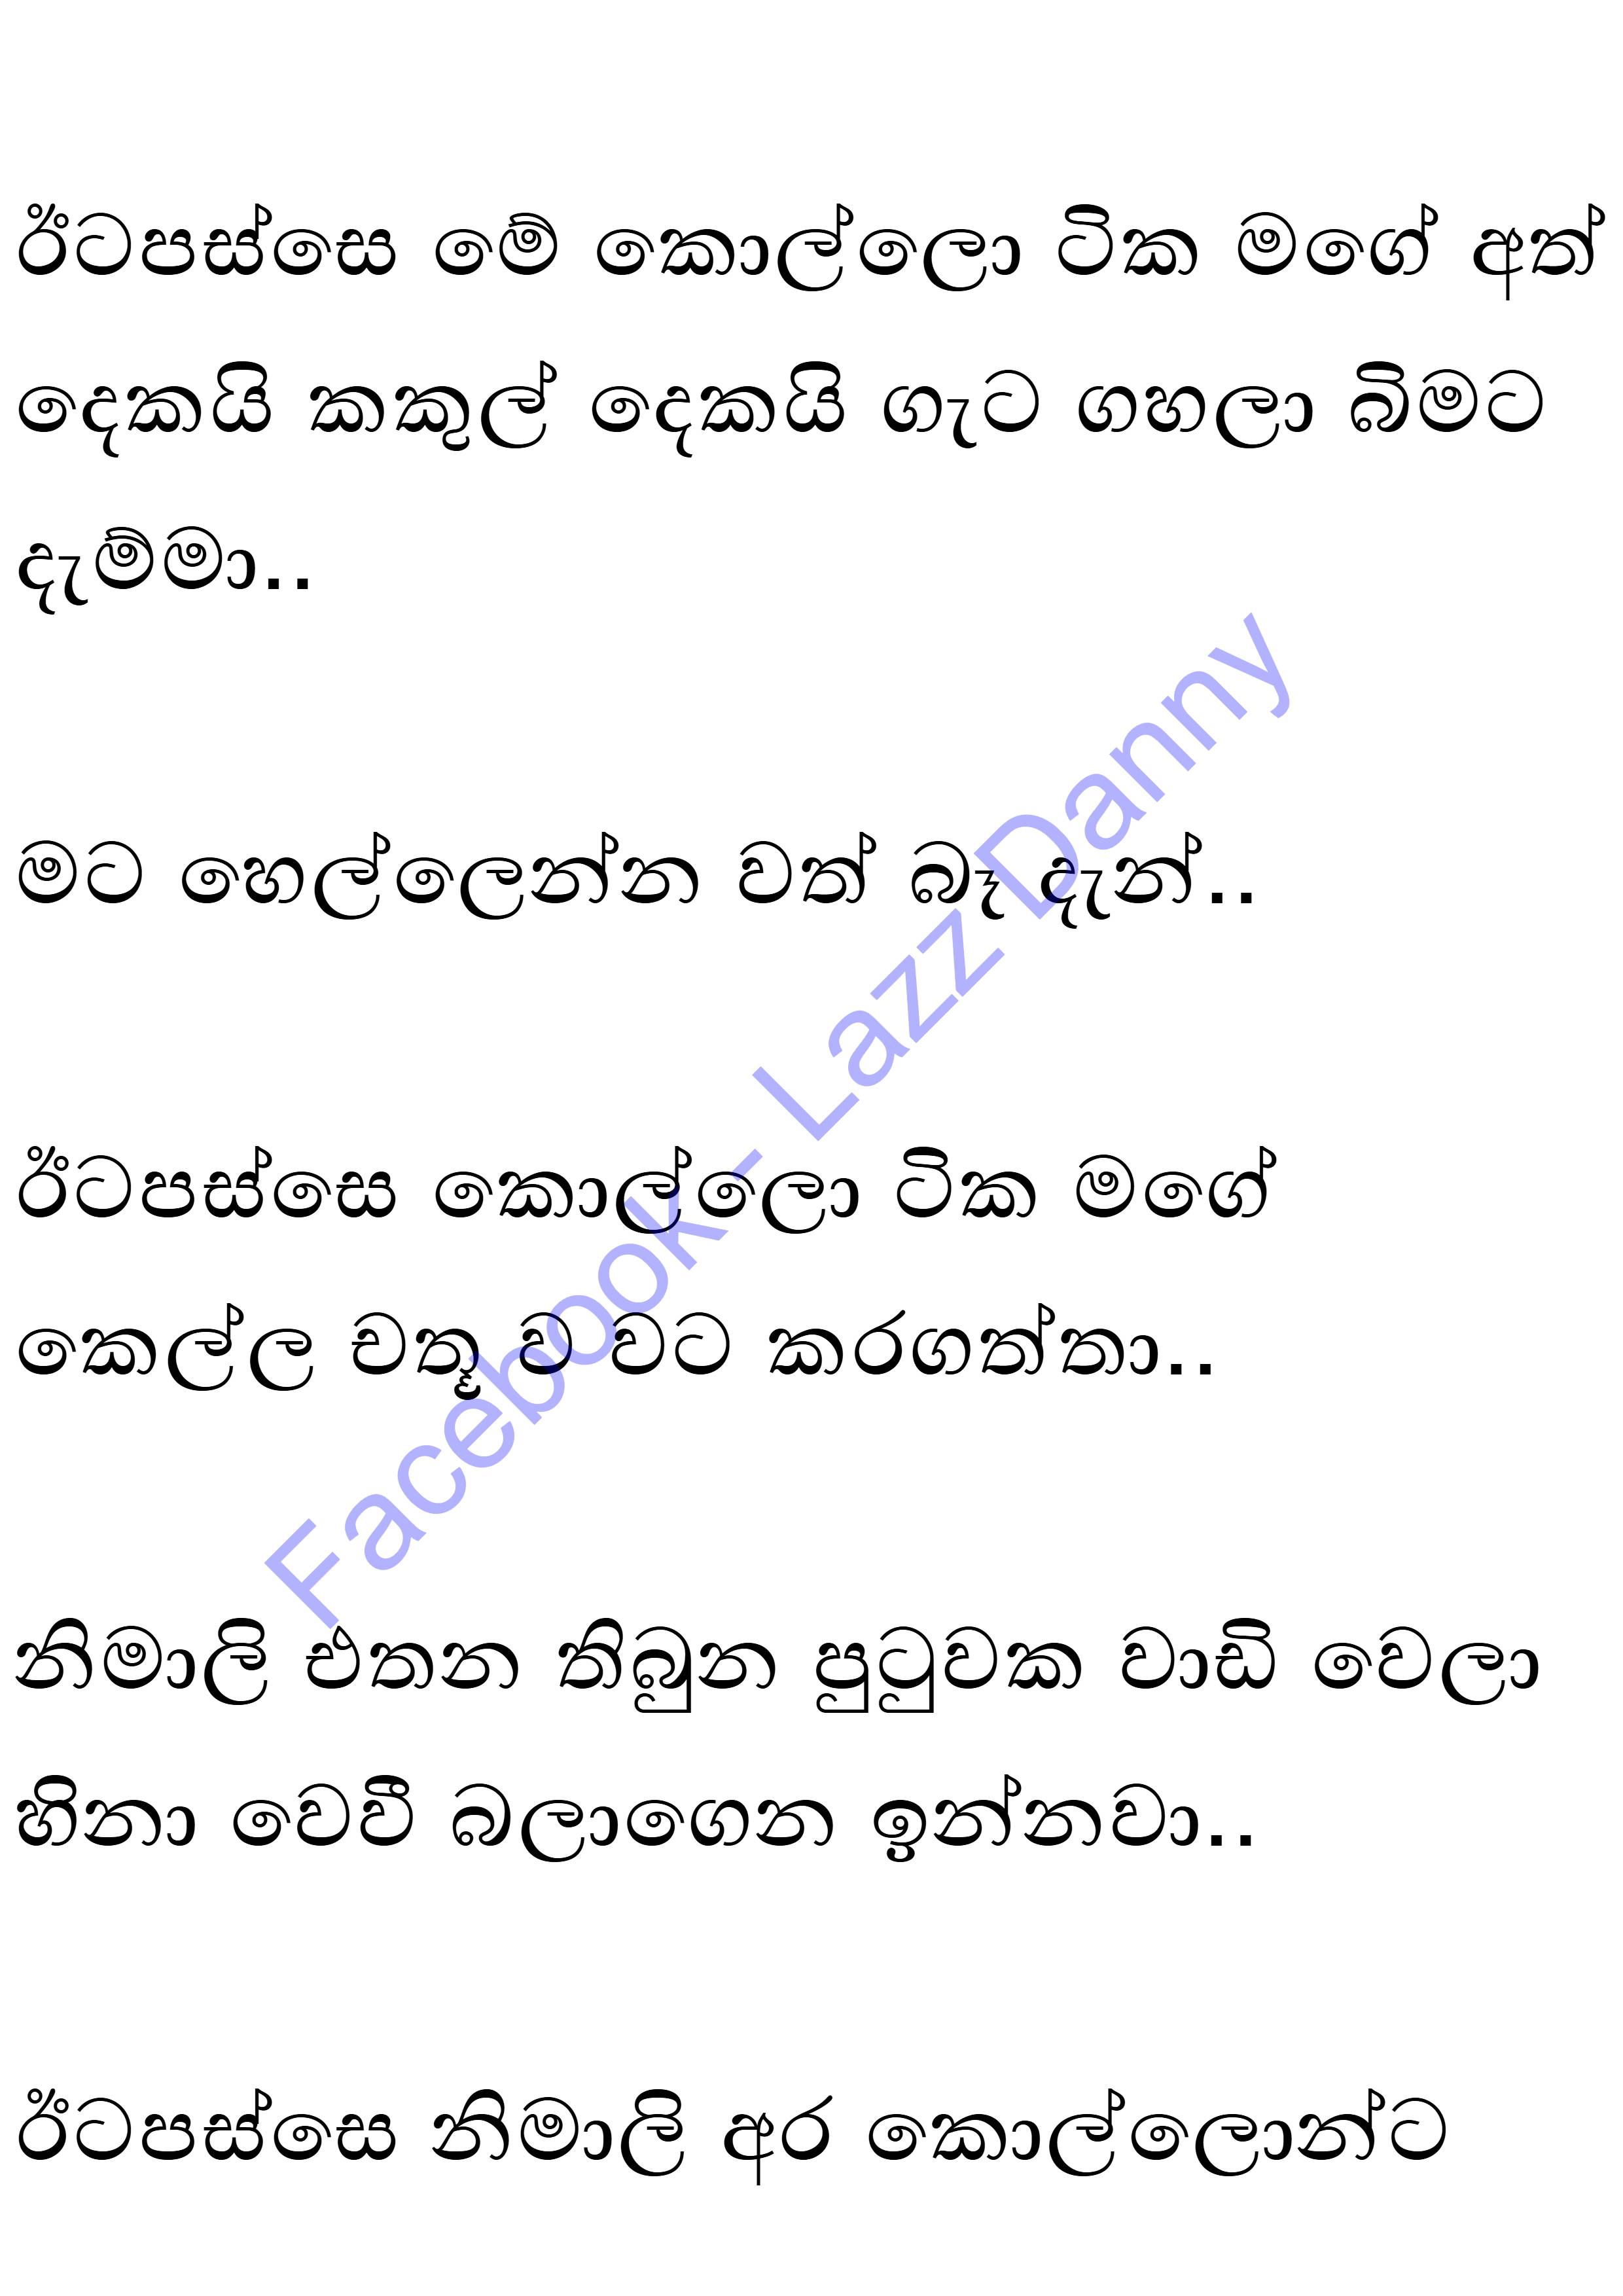 ඊටපස්සෙ මේ කොල්ලො ටික මගේ අත්
දෙකයි කකුල් දෙකයි ගැට ගහලා බිමට
දැම්මා..
මට හෙල්ලෙන්න වත් බෑ දැන්..
ඊටපස්සෙ කොල්ලො ටික මගේ
කෙල්ල චතූ ව වට කරගත්තා..
නිමාලි එතන තිබුන පුටුවක වාඩි වෙලා
හිනා වෙවී බලාගෙන ඉන්නවා..
ඊටපස්සෙ නිමාලි අර කොල්ලොන්ට
Facebook- Lazz Danny